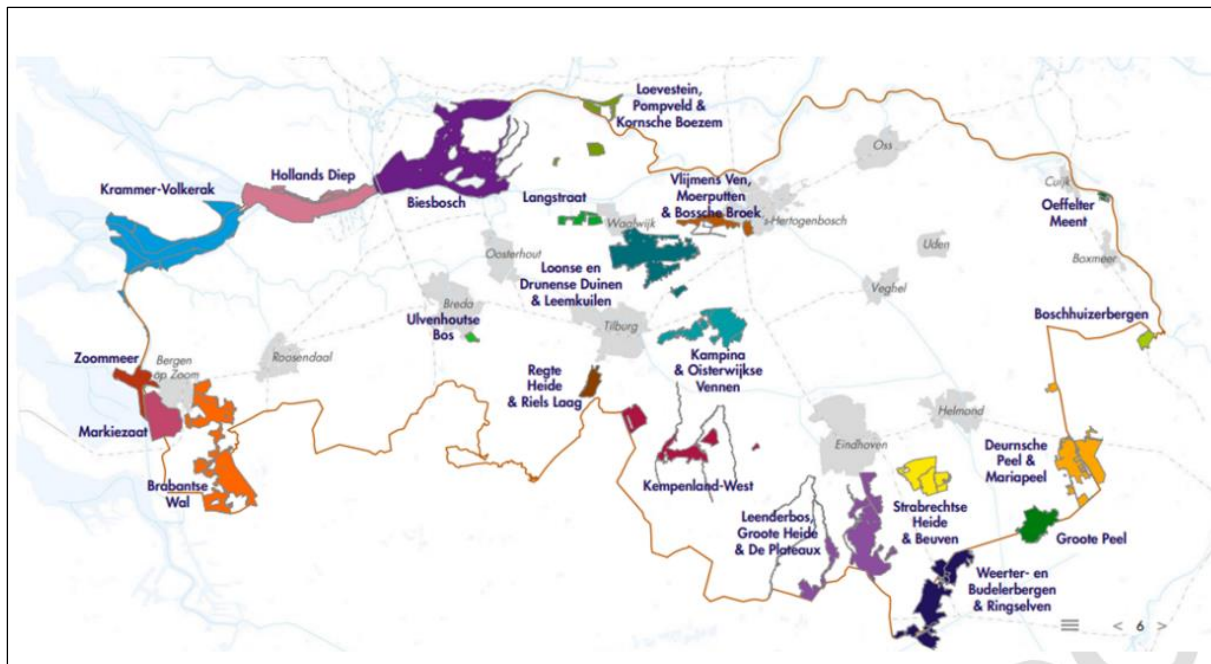 Loevestein,
Pompveld &
Kornsche Boezem
Oss
Krammer-Volkerak
Hollands Diep
Biesbosch
Langstraat
Vlijmens Ven,
Moerputten
& Bossche Broek
Cuijk
Oeffelter
Meent
Waalwijk
's-Hertogenbosch
Oosterhout
Loonse en
Drunense Duinen
& Leemkuilen
Uden
Boxmeer
Breda
Ulvenhoutse
Bos
Tilburg
Veghel
Boschhuizerbergen
Zoommeer
Bergen
op Zoom
Roosendaal
Regte
Heide
& Riels Laag
Kampina
& Oisterwijkse
Vennen
Markiezaat
Helmond
Eindhoven
Deurnsche
Peel &
Mariapeel
Brabantse
Wal
Kempenland-West
Leenderbos,
Groote Heide
& De Plateaux
Strabrechtse
Heide
& Beuven
Groote Peel
Weerter- en
Budelerbergen
& Ringselven
< 6 >